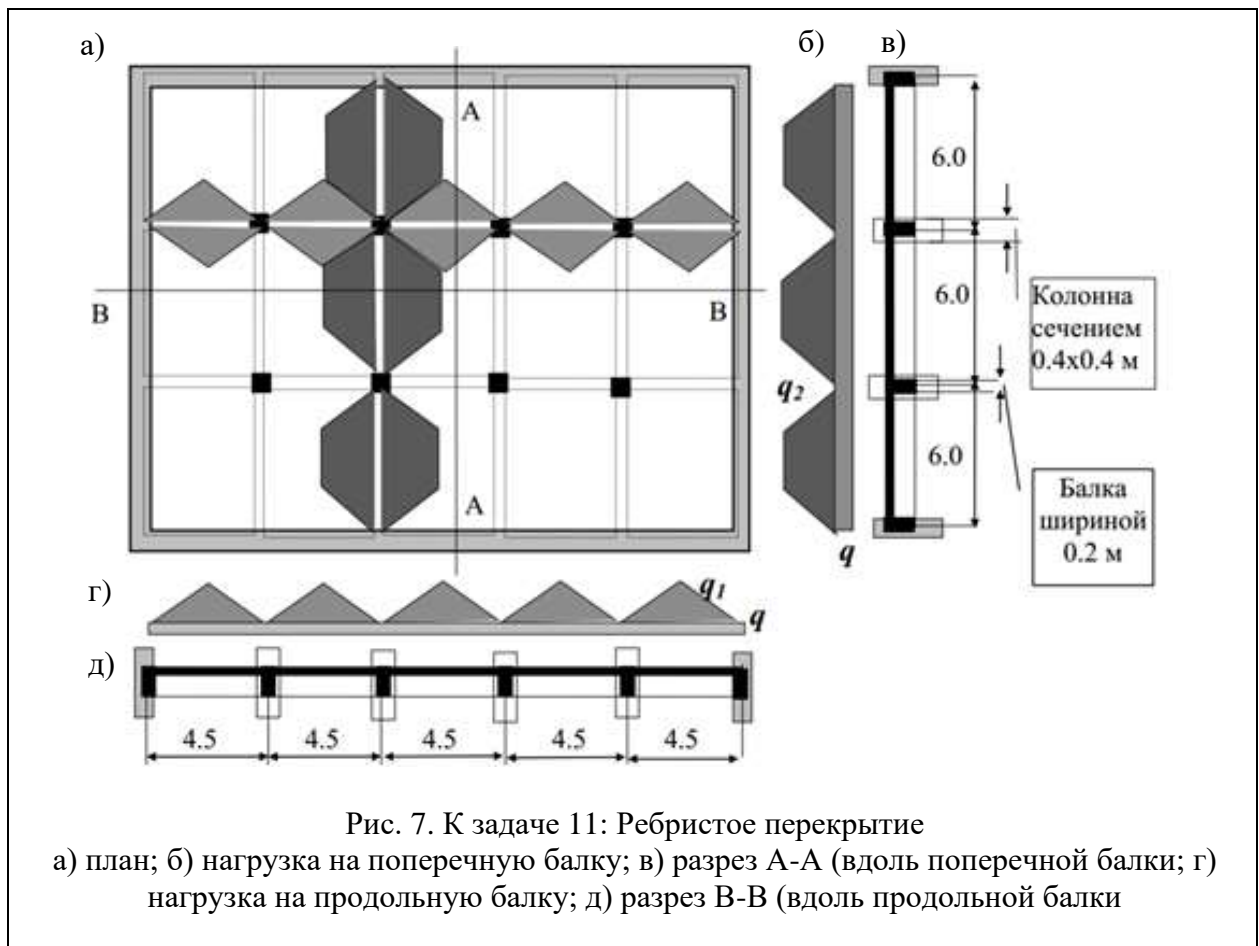 а)
б)
в)
A
B
B
A
6.0
6.0
6.0
q₂
q
Колонна
сечением
0.4x0.4 м
Балка
шириной
0.2 м
г)
q₁
q
д)
4.5 4.5 4.5 4.5 4.5
Рис. 7. К задаче 11: Ребристое перекрытие
а) план; б) нагрузка на поперечную балку; в) разрез А-А (вдоль поперечной балки; г)
нагрузка на продольную балку; д) разрез В-В (вдоль продольной балки